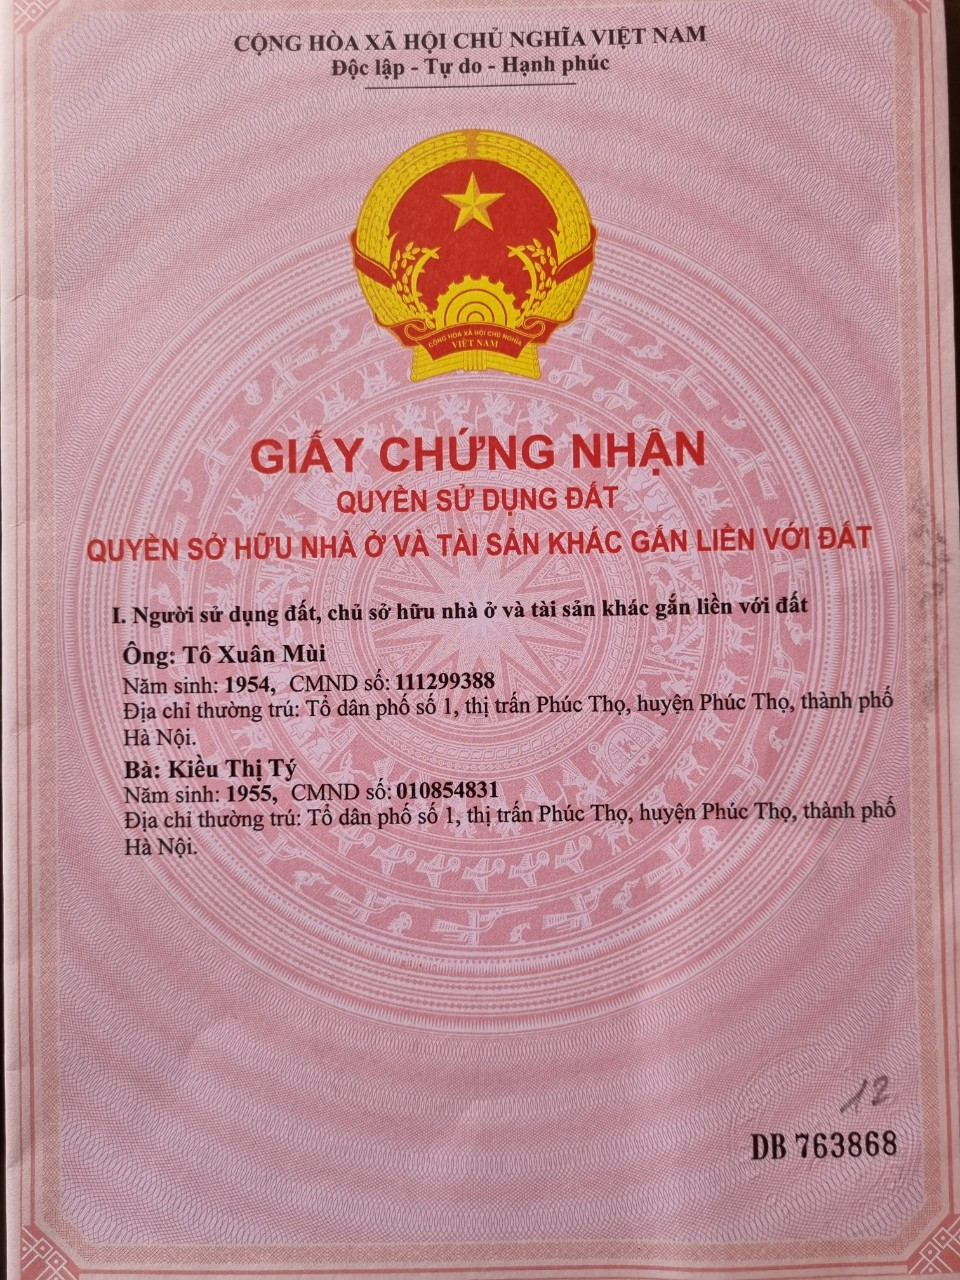 CỘNG HÒA XÃ HỘI CHỦ NGHĨA VIỆT NAM
Độc lập - Tự do - Hạnh phúc
CỘNG HOÀ XÃ HỘI CHỦ NGHĨA
VIỆT NAM
GIẤY CHỨNG NHẬN
QUYỀN SỬ DỤNG ĐẤT
QUYỀN SỞ HỮU NHÀ Ở VÀ TÀI SẢN KHÁC GẮN LIỀN VỚI ĐẤT
I. Người sử dụng đất, chủ sở hữu nhà ở và tài sản khác gắn liền với đất
Ông: Tô Xuân Mùi
Năm sinh: 1954, CMND số: 111299388
Địa chỉ thường trú: Tổ dân phố số 1, thị trấn Phúc Thọ, huyện Phúc Thọ, thành phố
Hà Nội.
Bà: Kiều Thị Tý
Năm sinh: 1955, CMND số: 010854831
Địa chỉ thường trú: Tổ dân phố số 1, thị trấn Phúc Thọ, huyện Phúc Thọ, thành phố
Hà Nội.
12
DB 763868